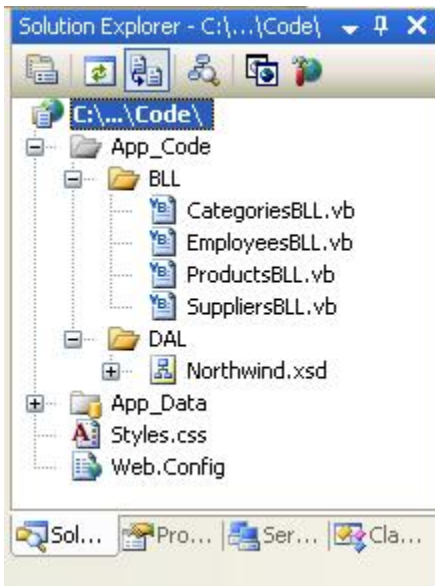 Solution Explorer - C:\...\Code\
C:\...\Code\
App_Code
BLL
CategoriesBLL.vb
EmployeesBLL.vb
ProductsBLL.vb
SuppliersBLL.vb
DAL
Northwind.xsd
App_Data
Styles.css
Web.Config
Sol... Pro... Ser... Cla...